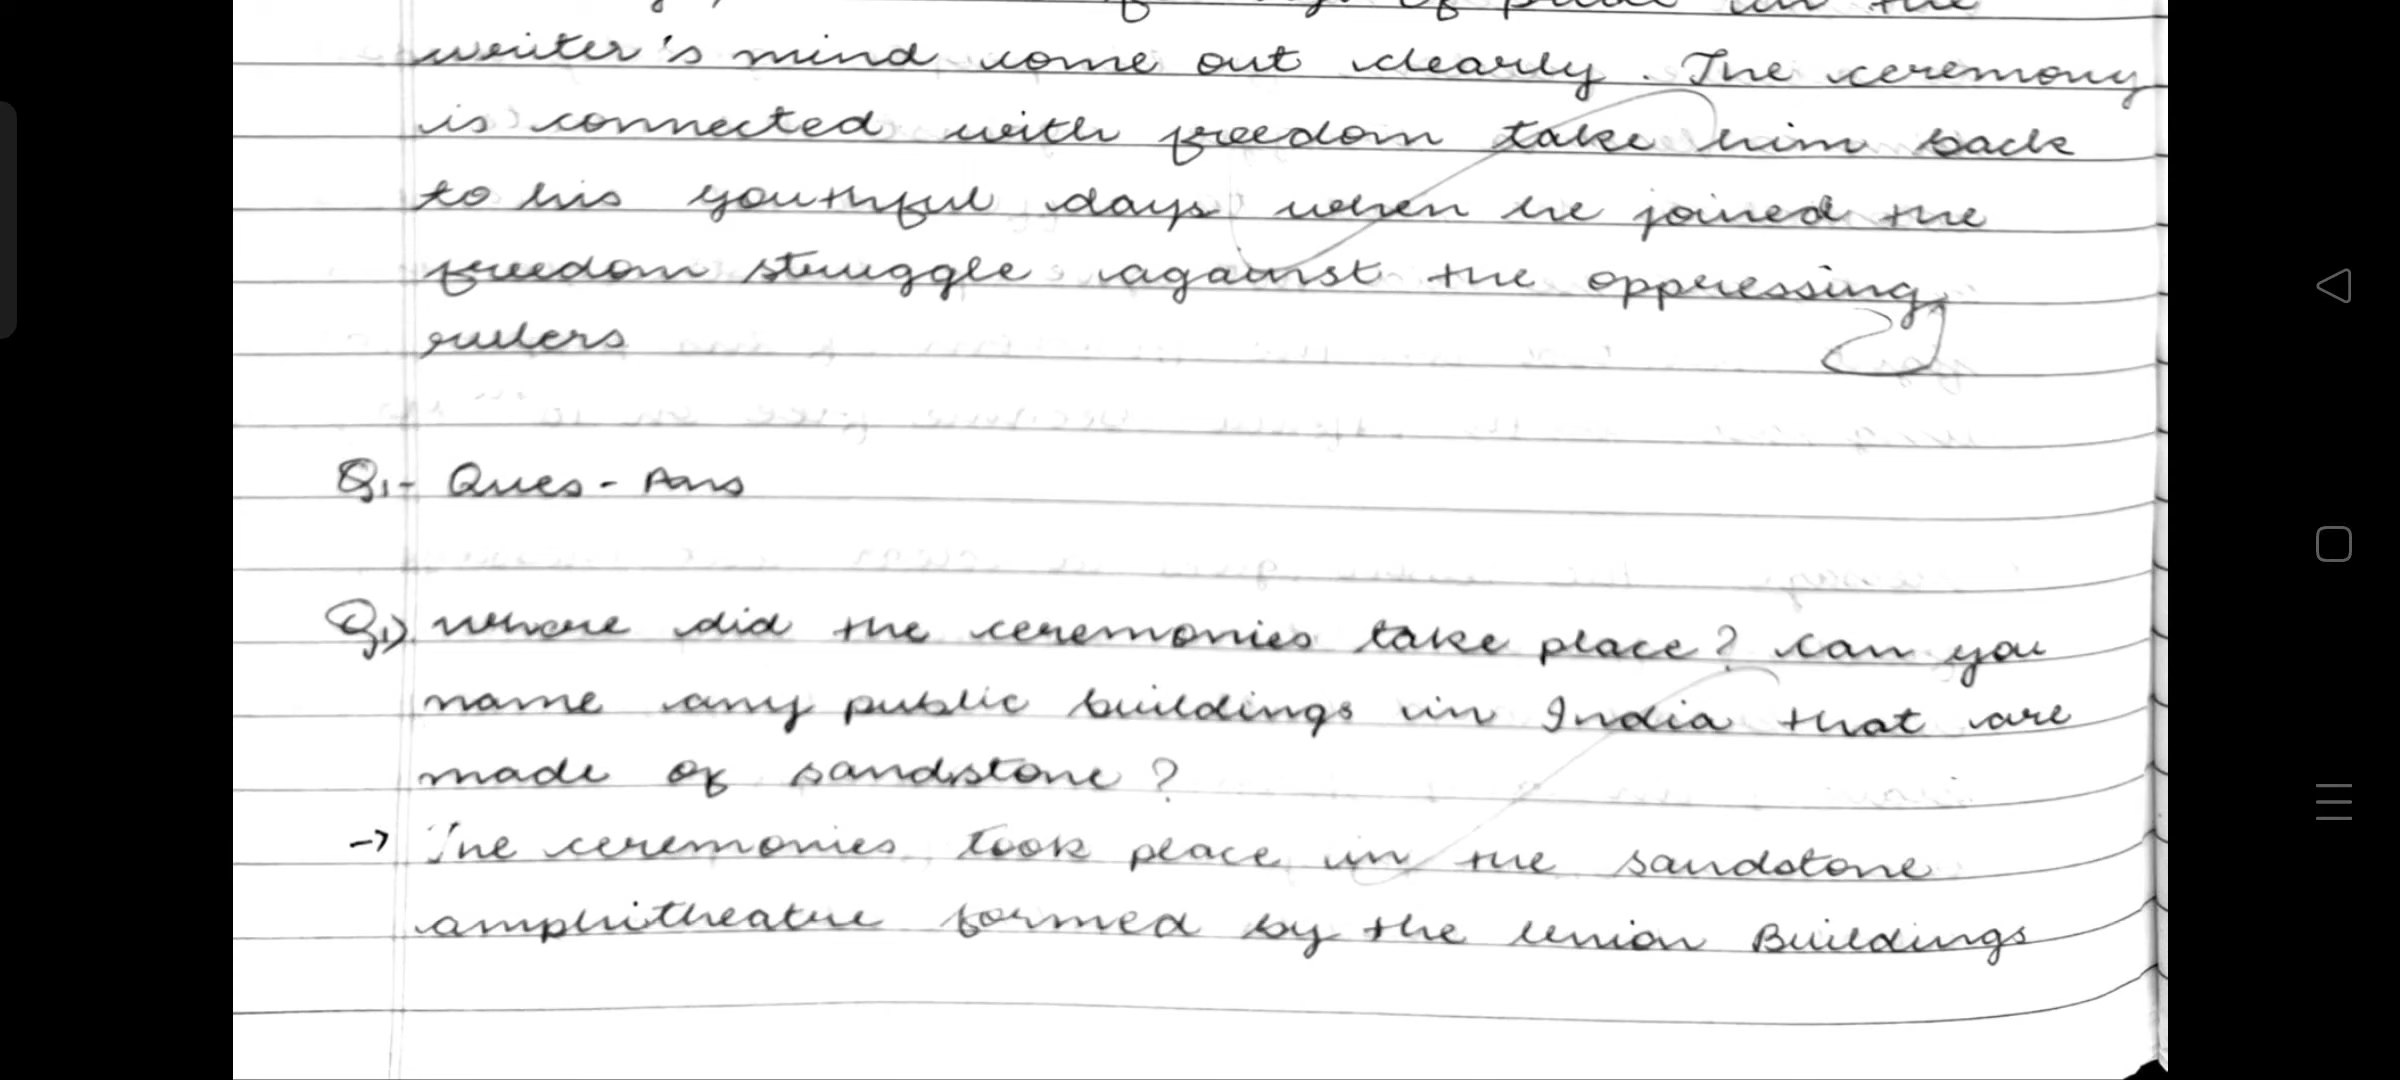 writer's mind come out clearly. The ceremony
is connected with freedom take him back
to his youthful days when he joined the
freedom struggle against the oppressing
rulers
Q1- Ques - Ans
Q1) Where did the ceremonies take place? Can you
name any public buildings in India that are
made of sandstone?
→ The ceremonies took place in the sandstone
amphitheatre formed by the Union Buildings